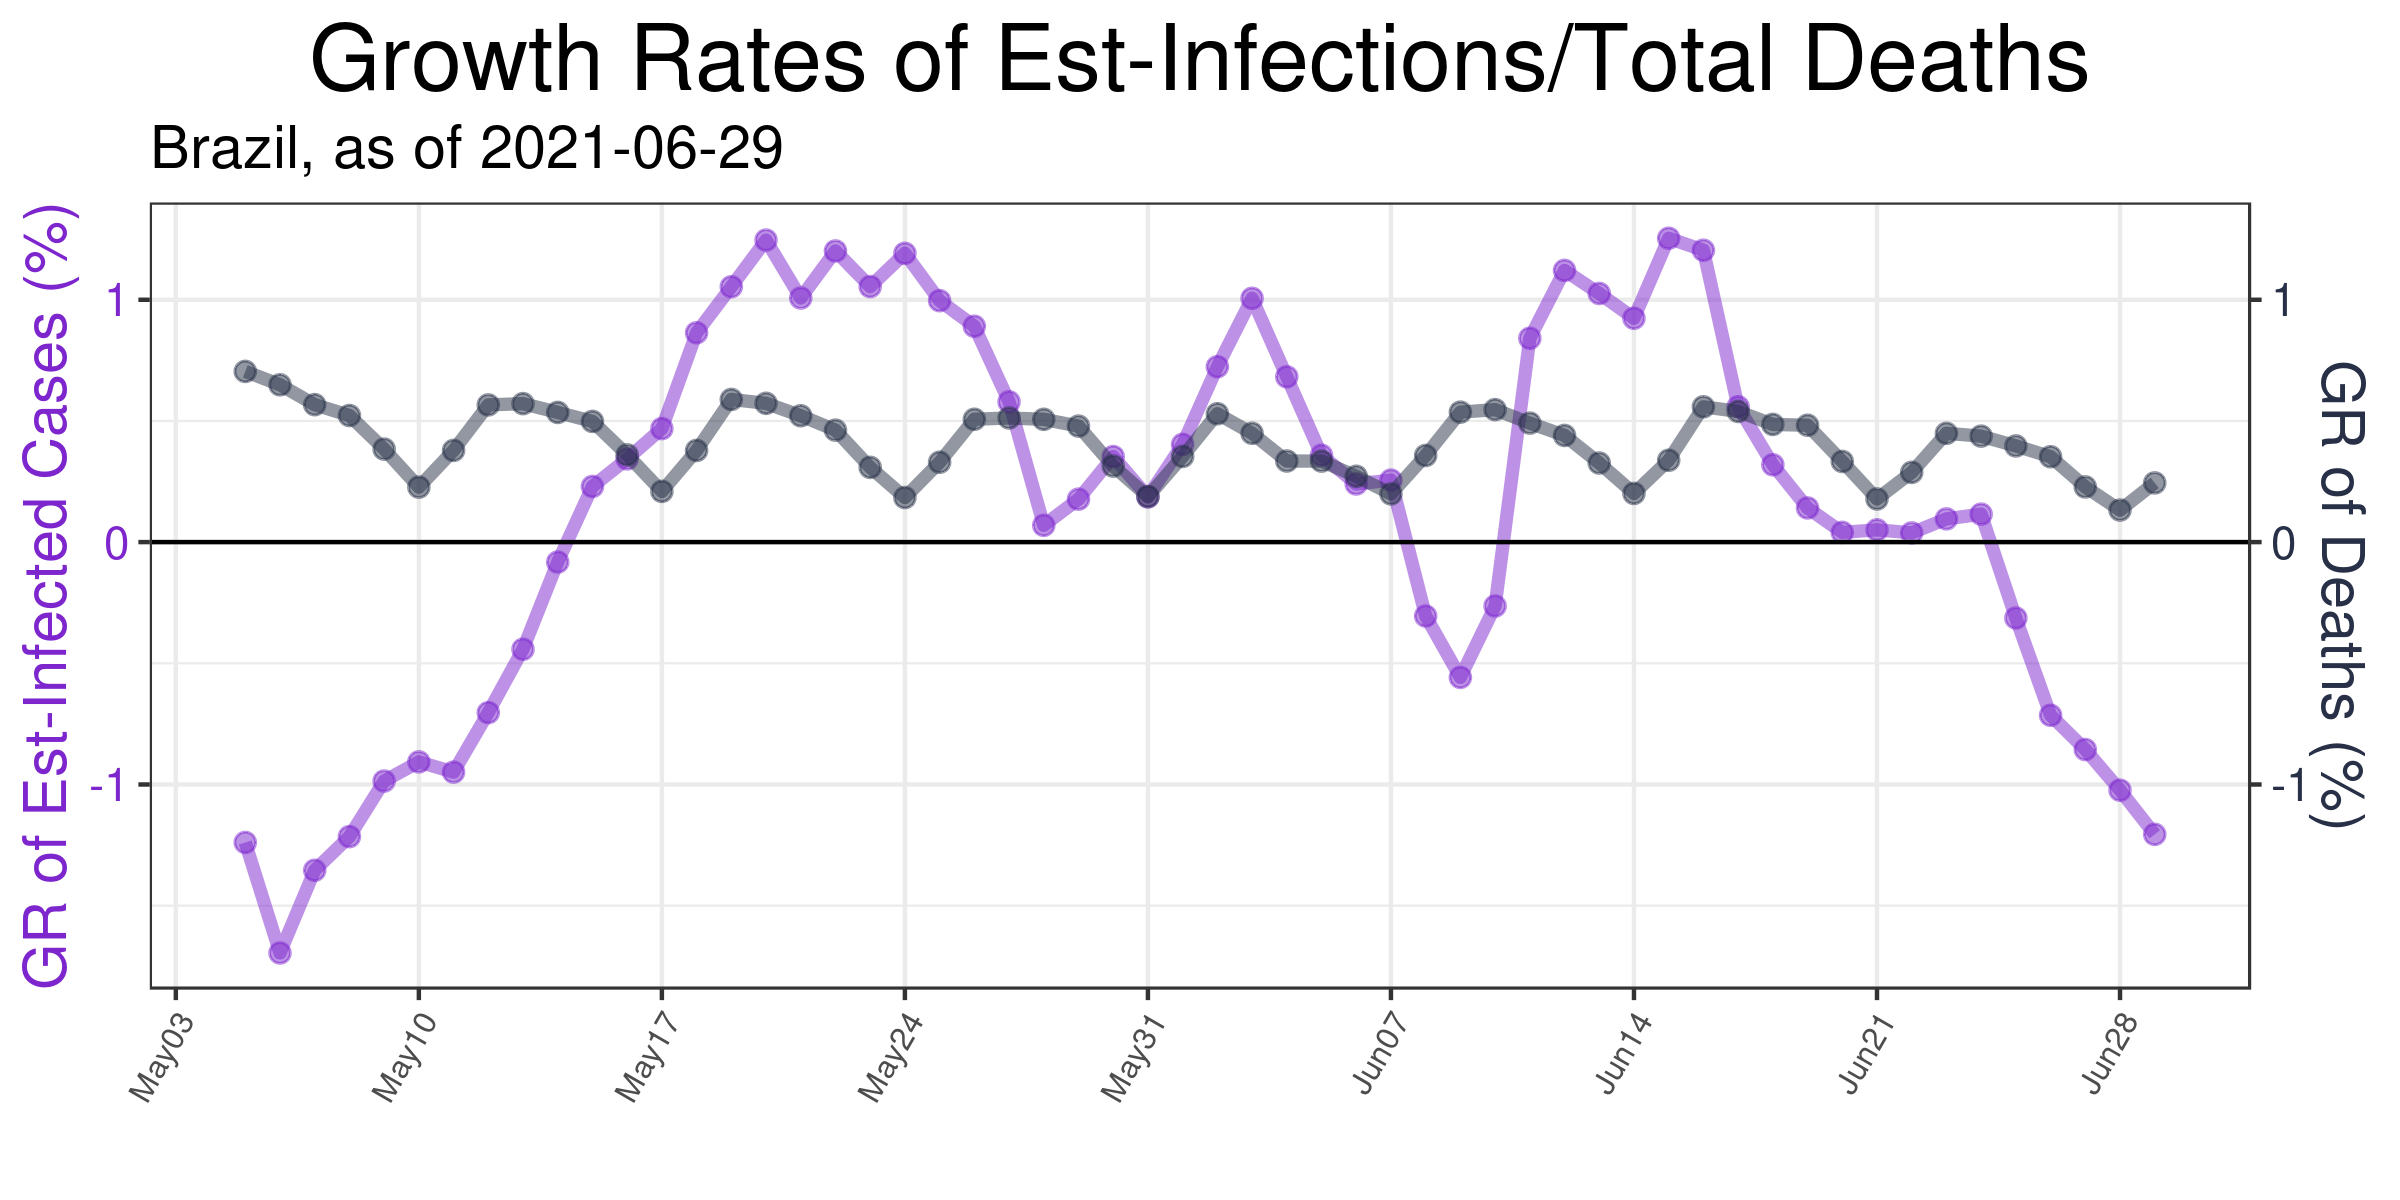 Growth Rates of Est-Infections/Total Deaths
Brazil, as of 2021-06-29
GR of Est-Infected Cases (%)
1
0
-1
1
0
-1
GR of Deaths (%)
May03
May10
May17
May24
May31
Jun07
Jun14
Jun21
Jun28